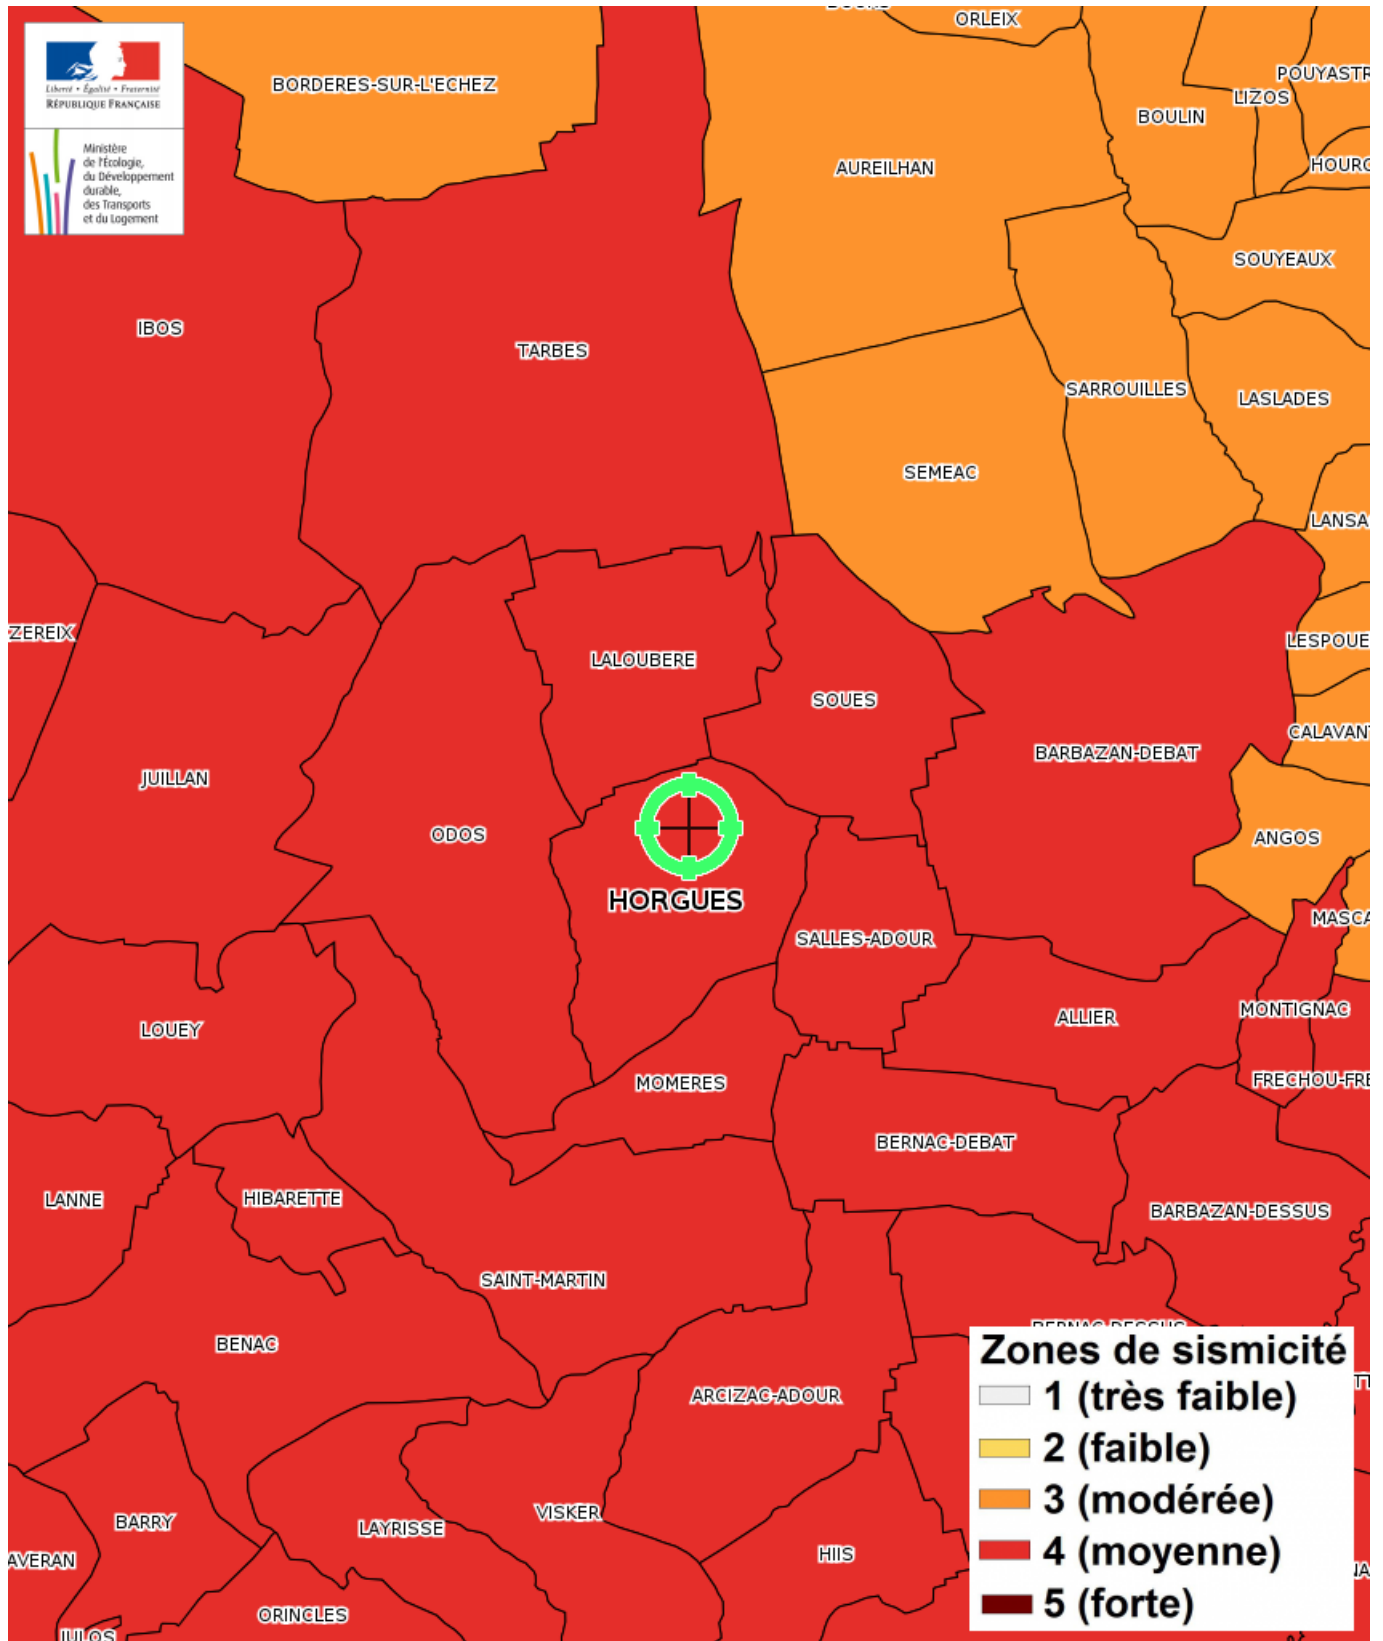 ORLEIX
Liberté • Égalité • Fraternité
RÉPUBLIQUE FRANÇAISE
Ministère
de l'Écologie,
du Développement
durable,
des Transports
et du Logement
BORDERES-SUR-L'ECHEZ
POUYASTR
LIZOS
BOULIN
AUREILHAN
HOURC
SOUYEAUX
IBOS
TARBES
SARROUILLES
LASLADES
SEMEAC
LANSA
ZEREIX
LESPOUE
LALOUBERE
SOUES
CALAVAN
BARBAZAN-DEBAT
JUILLAN
ODOS
ANGOS
HORGUES
MASCA
SALLES-ADOUR
MONTIGNAC
LOUEY
ALLIER
FRECHOU-FRE
MOMERES
BERNAC-DEBAT
LANNE
HIBARETTE
BARBAZAN-DESSUS
SAINT-MARTIN
BERNAC-DESSUS
BENAC
ARCIZAC-ADOUR
VISKER
BARRY
LAYRISSE
HIIS
AVERAN
ORINCLES
JULOS
Zones de sismicité
1 (très faible)
2 (faible)
3 (modérée)
4 (moyenne)
5 (forte)